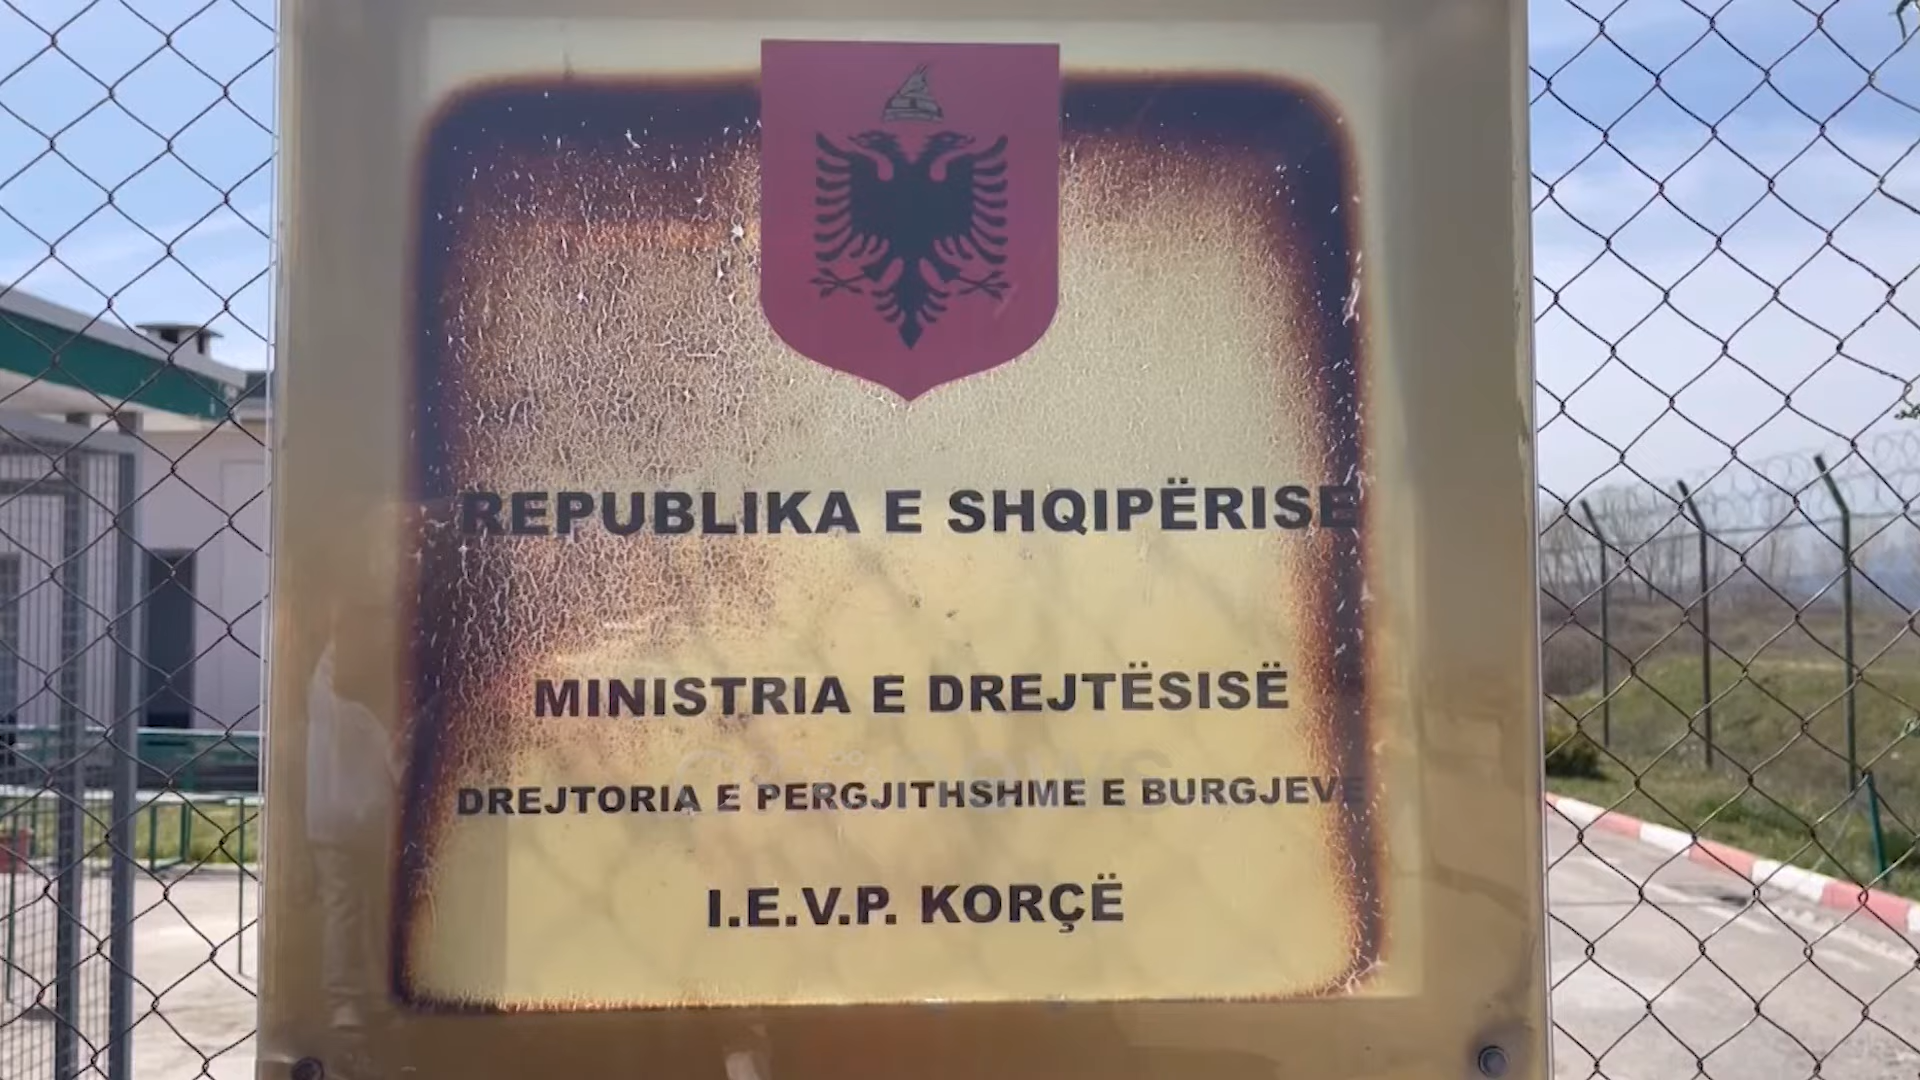 REPUBLIKA E SHQIPËRISE
MINISTRIA E DREJTËSISË
DREJTORIA E PERGJITHSHME E BURGJEVE
I.E.V.P. KORÇË